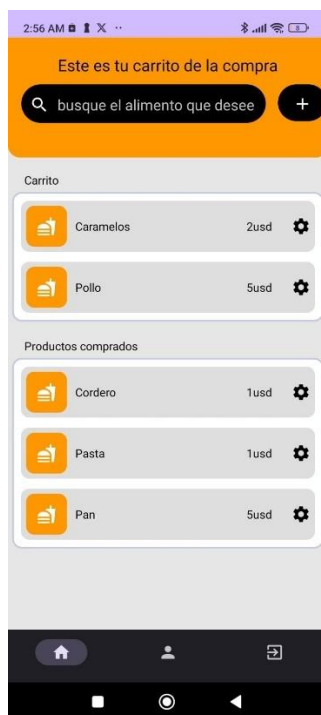 2:56 AM
Este es tu carrito de la compra
busque el alimento que desee
+
Carrito
Caramelos 2usd
Pollo 5usd
Productos comprados
Cordero 1usd
Pasta 1usd
Pan 5usd